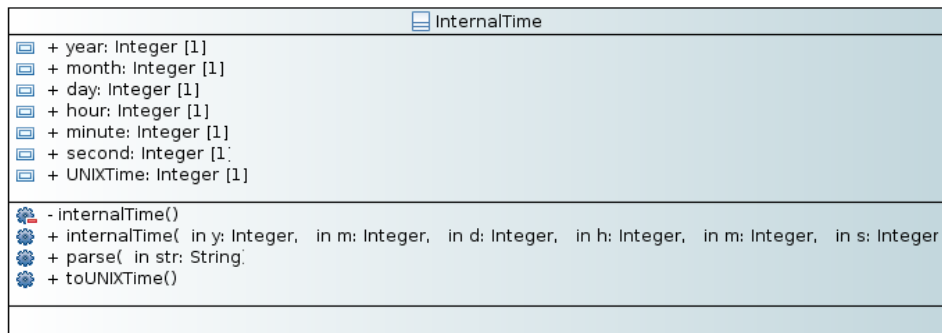 InternalTime
+ year: Integer [1]
+ month: Integer [1]
+ day: Integer [1]
+ hour: Integer [1]
+ minute: Integer [1]
+ second: Integer [1]
+ UNIXTime: Integer [1]
- internalTime()
+ internalTime( in y: Integer, in m: Integer, in d: Integer, in h: Integer, in m: Integer, in s: Integer
+ parse( in str: String)
+ toUNIXTime()